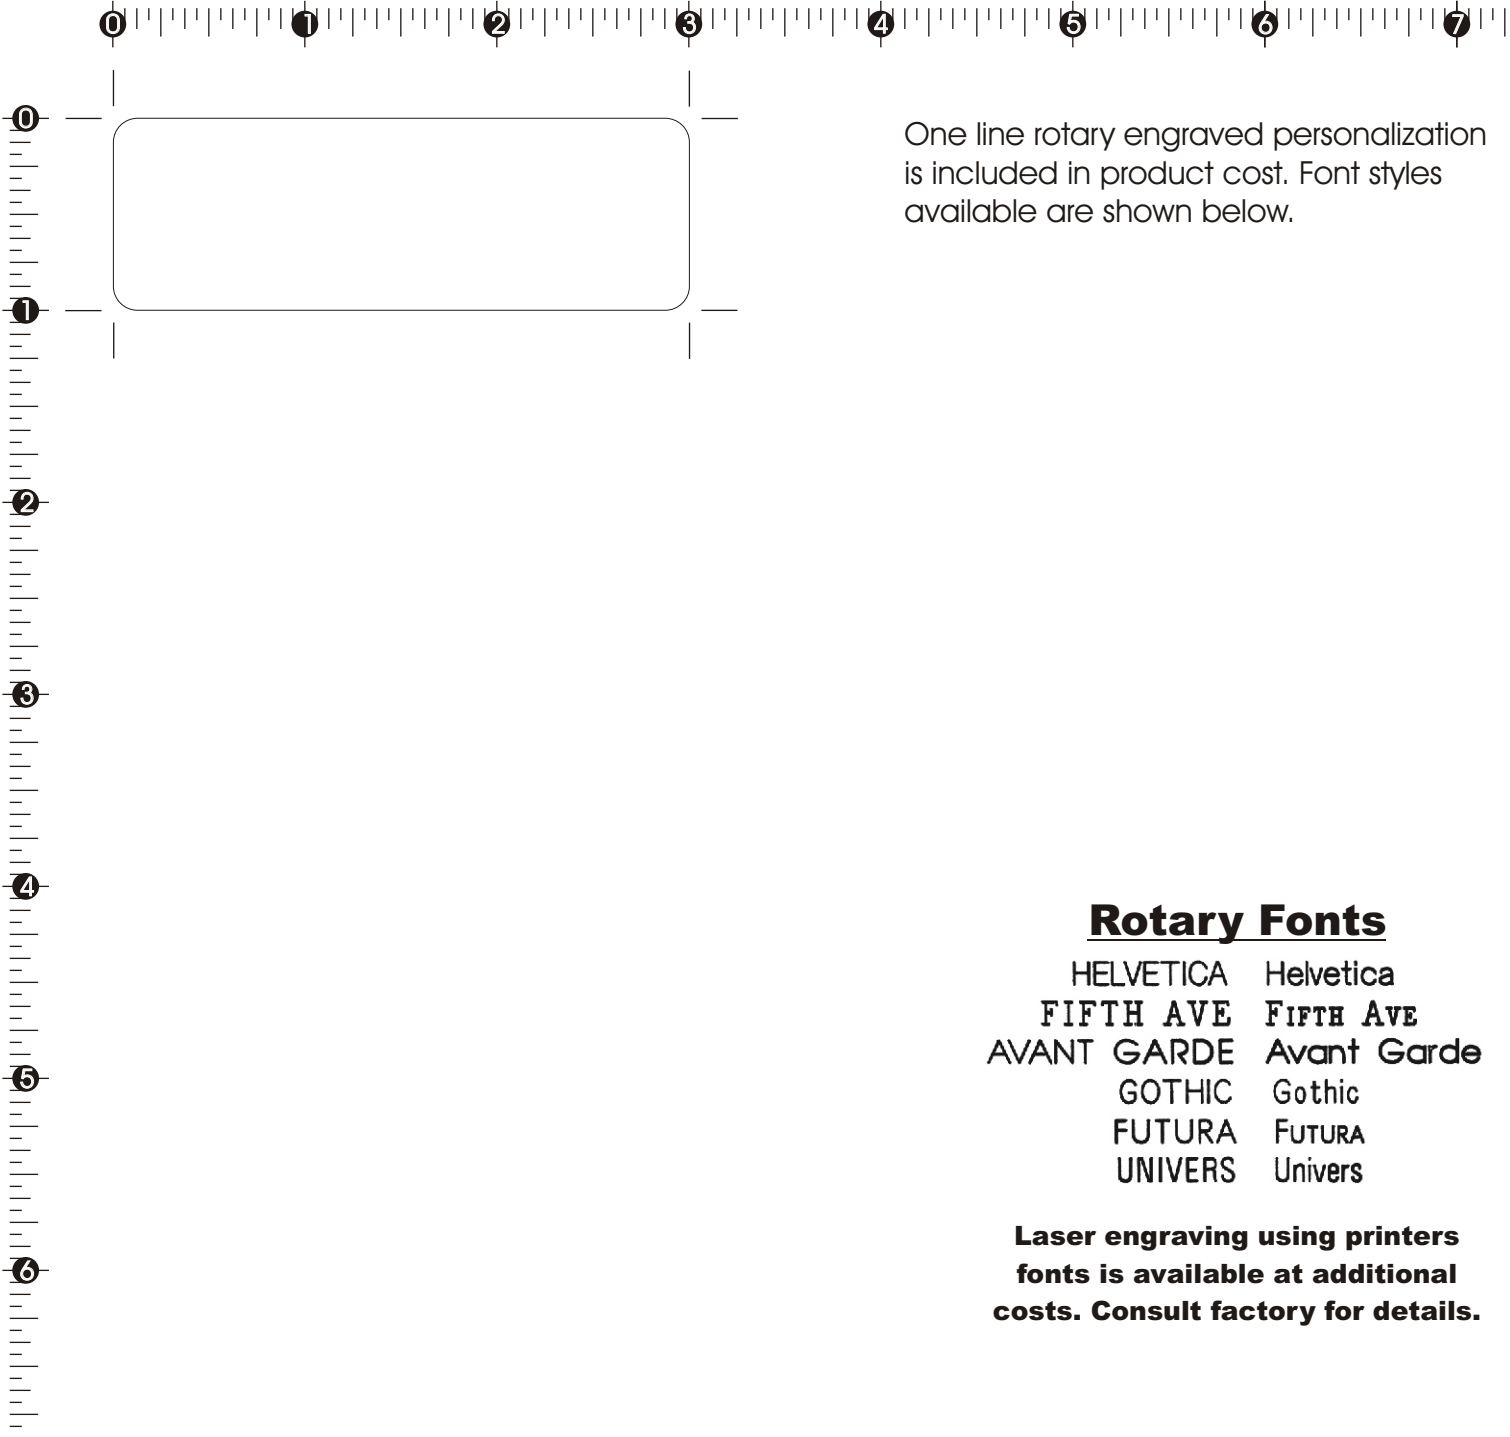 0 1 2 3 4 5 6 7
0
1
2
3
4
5
6
One line rotary engraved personalization
is included in product cost. Font styles
available are shown below.
Rotary Fonts
HELVETICA Helvetica
FIFTH AVE FIFTH AVE
AVANT GARDE Avant Garde
GOTHIC Gothic
FUTURA FUTURA
UNIVERS Univers
Laser engraving using printers
fonts is available at additional
costs. Consult factory for details.